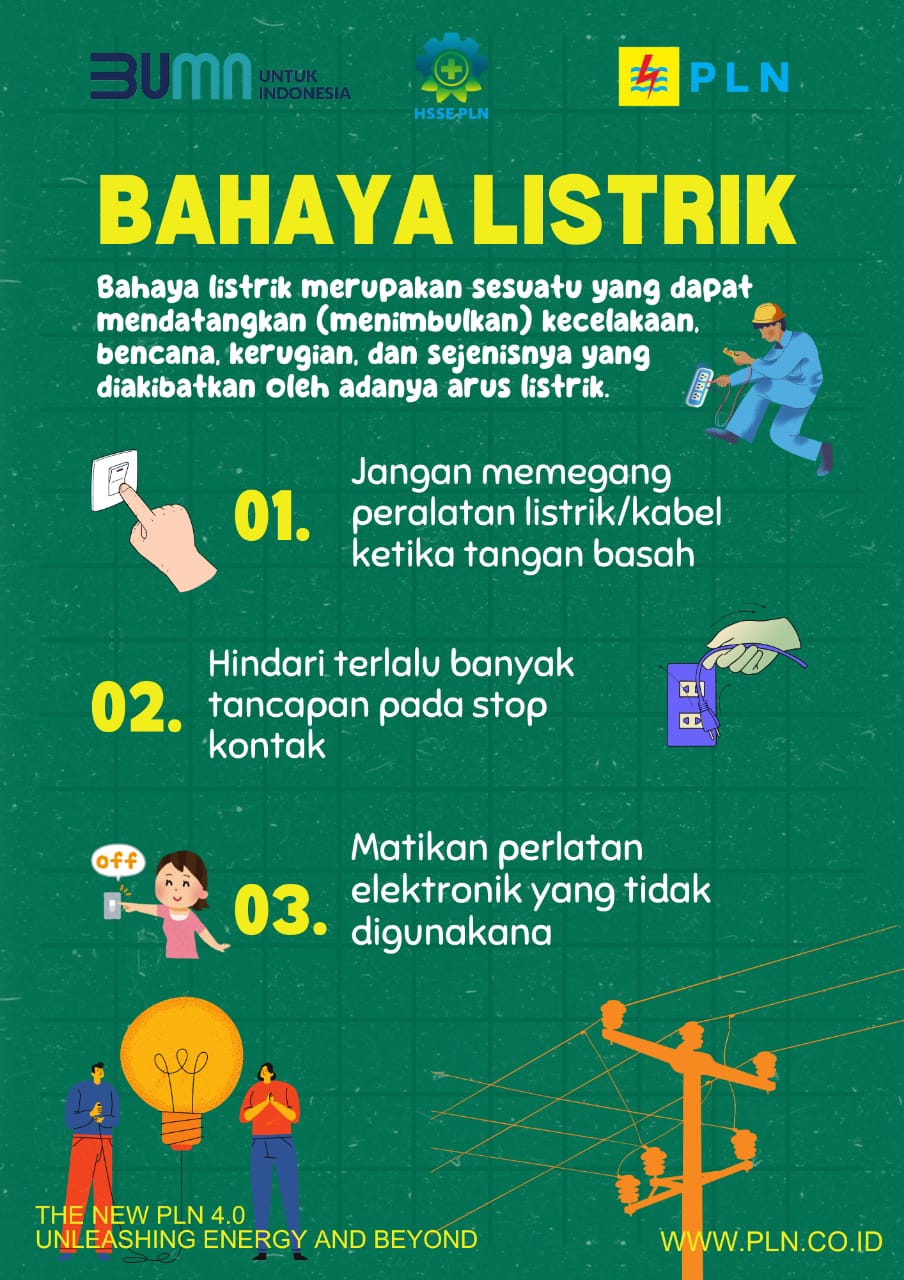 BUMN UNTUK
INDONESIA
HSSE PLN
PLN
BAHAYA LISTRIK
Bahaya listrik merupakan sesuatu yang dapat
mendatangkan (menimbulkan) kecelakaan,
bencana, kerugian, dan sejenisnya yang
diakibatkan oleh adanya arus listrik.
01.
Jangan memegang
peralatan listrik/kabel
ketika tangan basah
02.
Hindari terlalu banyak
tancapan pada stop
kontak
off
03.
Matikan perlatan
elektronik yang tidak
digunakana
THE NEW PLN 4.0
UNLEASHING ENERGY AND BEYOND
WWW.PLN.CO.ID